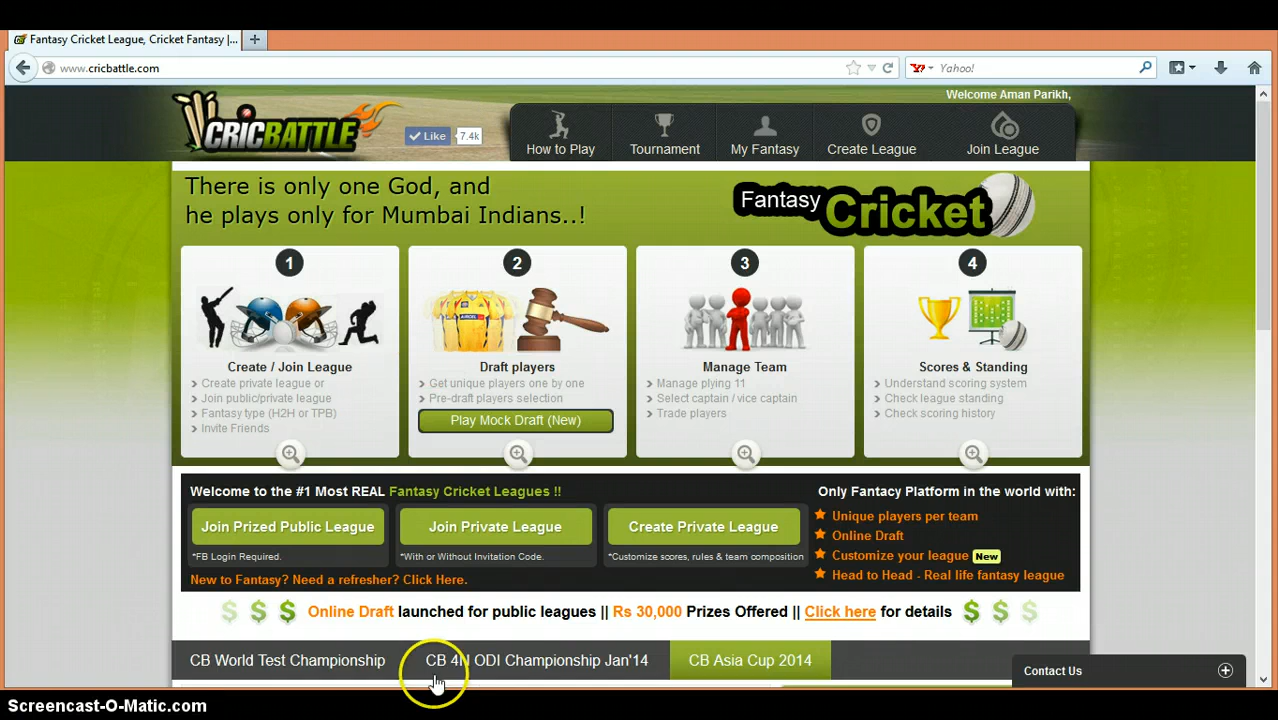 Fantasy Cricket League, Cricket Fantasy |...
www.cricbattle.com
Yahoo!
Welcome Aman Parikh,
CRICBATTLE
Like 7.4k
How to Play
Tournament
My Fantasy
Create League
Join League
There is only one God, and
he plays only for Mumbai Indians..!
Fantasy Cricket
1
Create / Join League
Create private league or
Join public/private league
Fantasy type (H2H or TPB)
Invite Friends
2
Draft players
Get unique players one by one
Pre-draft players selection
Play Mock Draft (New)
3
Manage Team
Manage plying 11
Select captain / vice captain
Trade players
4
Scores & Standing
Understand scoring system
Check league standing
Check scoring history
Welcome to the #1 Most REAL Fantasy Cricket Leagues !!
Join Prized Public League
*FB Login Required.
Join Private League
*With or Without Invitation Code.
Create Private League
*Customize scores, rules & team composition
New to Fantasy? Need a refresher? Click Here.
Only Fantasy Platform in the world with:
Unique players per team
Online Draft
Customize your league New
Head to Head - Real life fantasy league
$ $ $ Online Draft launched for public leagues || Rs 30,000 Prizes Offered || Click here for details $ $ $
CB World Test Championship
CB 4N ODI Championship Jan'14
CB Asia Cup 2014
Contact Us
Screencast-O-Matic.com